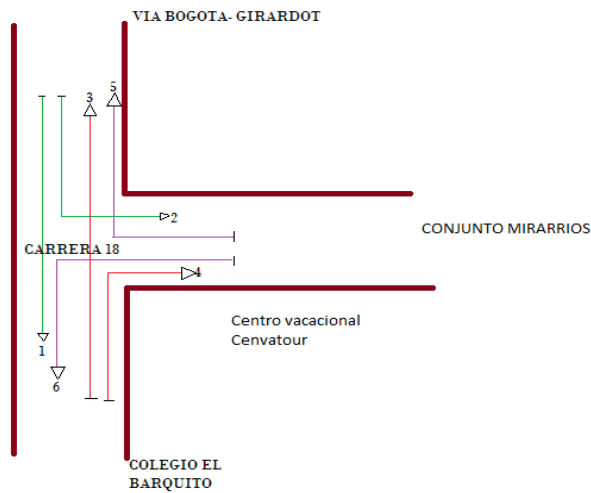 VIA BOGOTA- GIRARDOT
5
3
2
CONJUNTO MIRARRIOS
CARRERA 18
4
Centro vacacional
Cenvatour
1
6
COLEGIO EL
BARQUITO